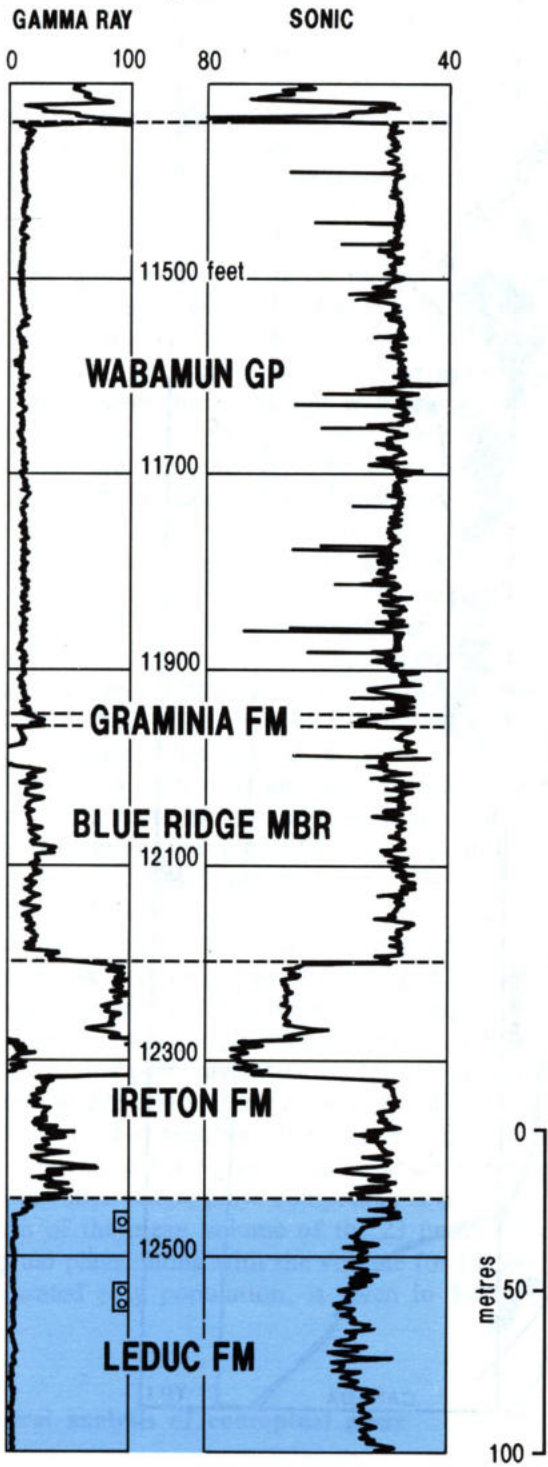 GAMMA RAY SONIC
0 100 80 40
11500 feet
WABAMUN GP
11700
11900
GRAMINIA FM
BLUE RIDGE MBR
12100
12300
IRETON FM
0
12500
50
metres
LEDUC FM
100